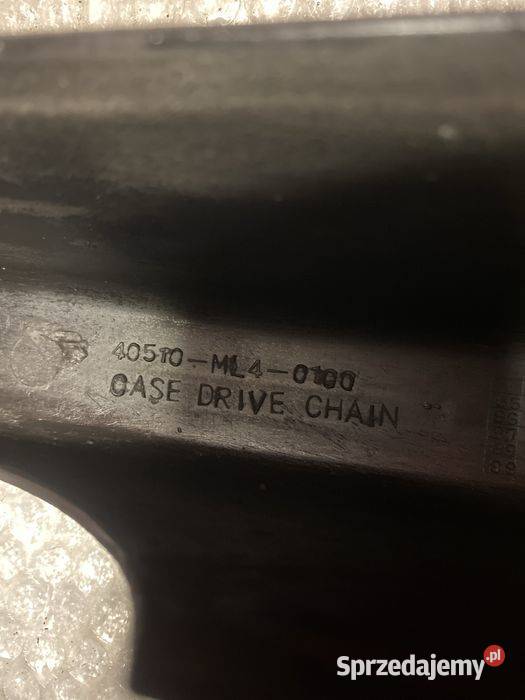 40510-ML4-0100
CASE DRIVE CHAIN
Sprzedajemy.pl